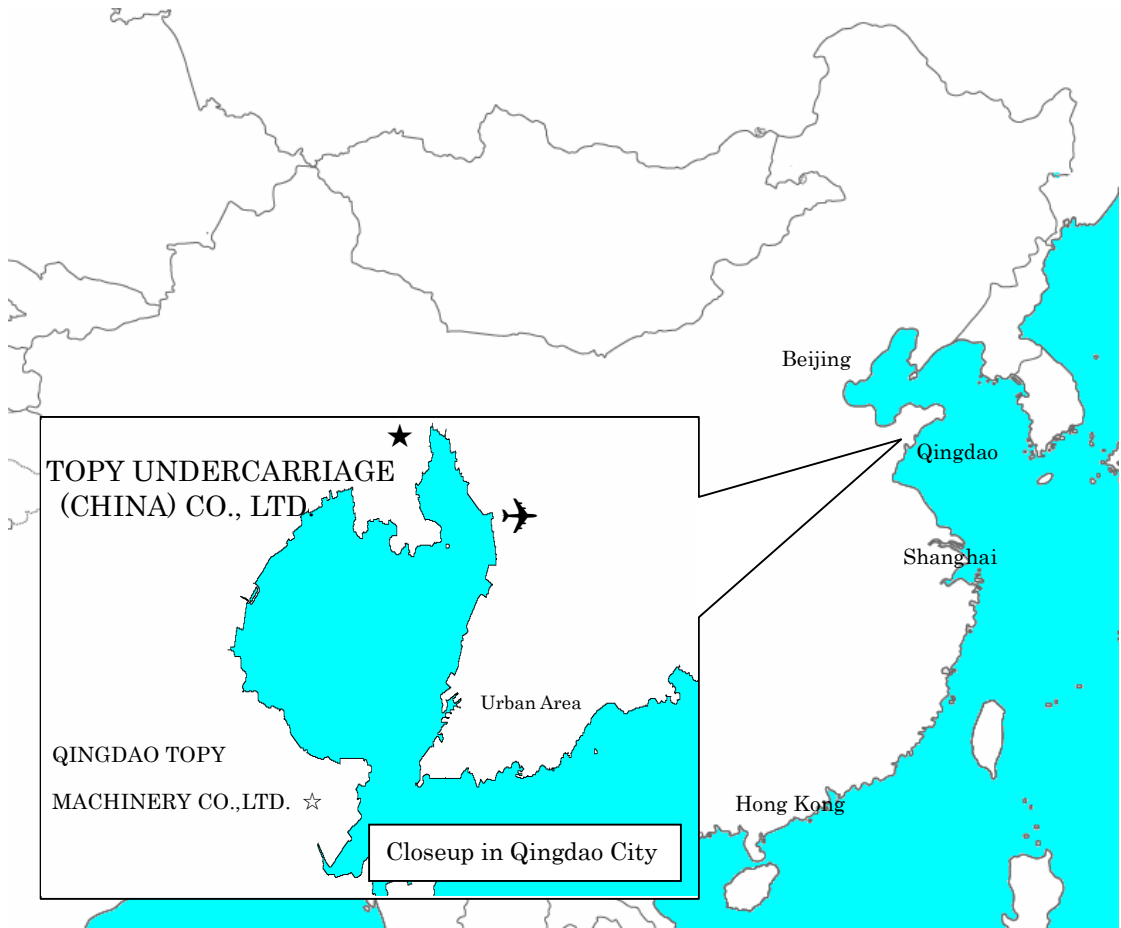 Beijing
Qingdao
Shanghai
Hong Kong
TOPY UNDERCARRIAGE
(CHINA) CO., LTD.
Urban Area
QINGDAO TOPY
MACHINERY CO.,LTD. ☆
Closeup in Qingdao City